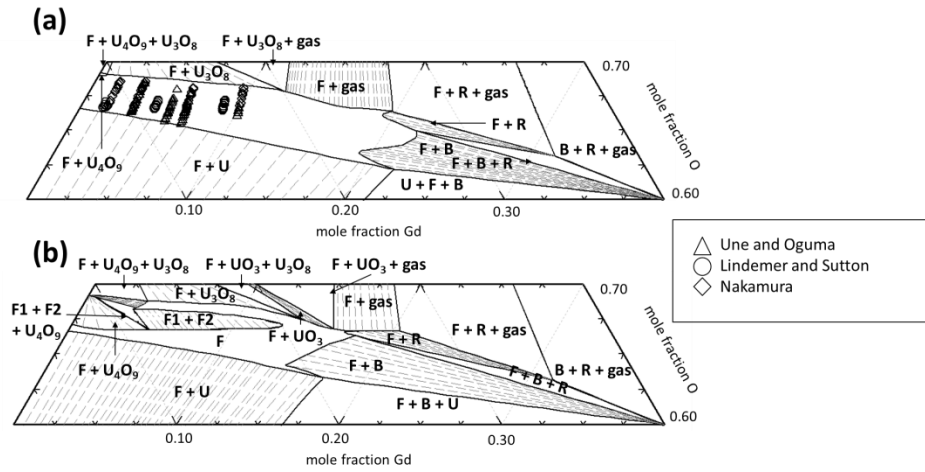 (a)
F + U₄O₉ + U₃O₈
F + U₃O₈ + gas
F + U₃O₈
F + gas
0.70
F + R + gas
mole fraction O
F + R
F + B
B + R + gas
F + U₄O₉
F + U
F + B + R
U + F + B
0.60
0.10
0.20
0.30
mole fraction Gd
(b)
F + U₄O₉ + U₃O₈
F + UO₃ + U₃O₈
F + UO₃ + gas
F + U₃O₈
F + gas
0.70
F1 + F2
+ U₄O₉
F1 + F2
F
F + UO₃
F + R
F + R + gas
mole fraction O
F + U₄O₉
F + B
F + B + R
B + R + gas
F + U
F + B + U
0.60
0.10
0.20
0.30
mole fraction Gd
Une and Oguma
Lindemer and Sutton
Nakamura